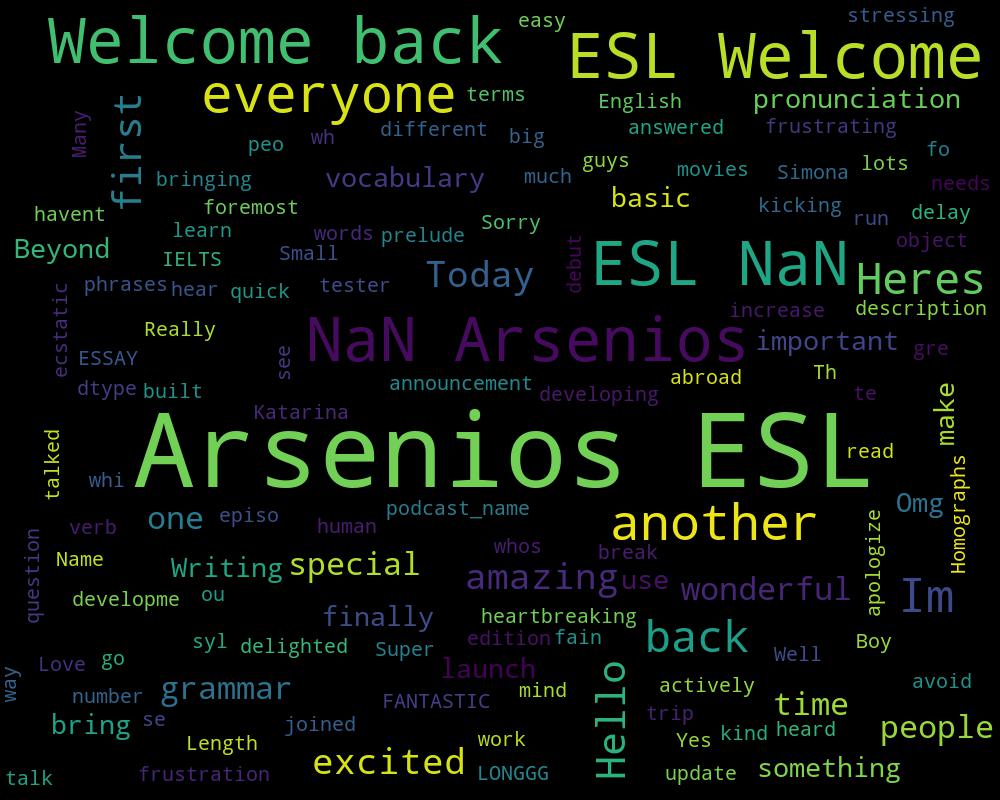 Welcome back
easy
stressing
ESL Welcome
everyone
terms
English
pronunciation
Many
first
peo
wh
different
big
answered
frustrating
fo
bringing
vocabulary
much
guys
movies
Simona
lots
needs
havent
foremost
basic
kicking
run
delay
learn
words
prelude
Sorry
object
Beyond
IELTS
Small
Today
debut
ESL NaN
Heres
phrases
hear
quick
tester
increase
description
ecstatic
Really
see
NaN Arsenios
important
gre
ESSAY
dtype
built
announcement
developing
abroad
Th
te
Katarina
make
talked
whi
Arsenios ESL
read
Homographs
verb
one
episo
human
podcast_name
another
Omg
question
Name
whos
break
apologize
Writing
special
amazing
use
wonderful
Im
developme
ou
finally
heartbreaking
syl
delighted
Super
edition
fain
back
Boy
way
Love
go
launch
Well
number
grammar
FANTASTIC
mind
Hello
actively
avoid
bring
se
joined
trip
time
Length
work
Yes
kind
heard
people
talk
frustration
excited
LONGGG
update
something